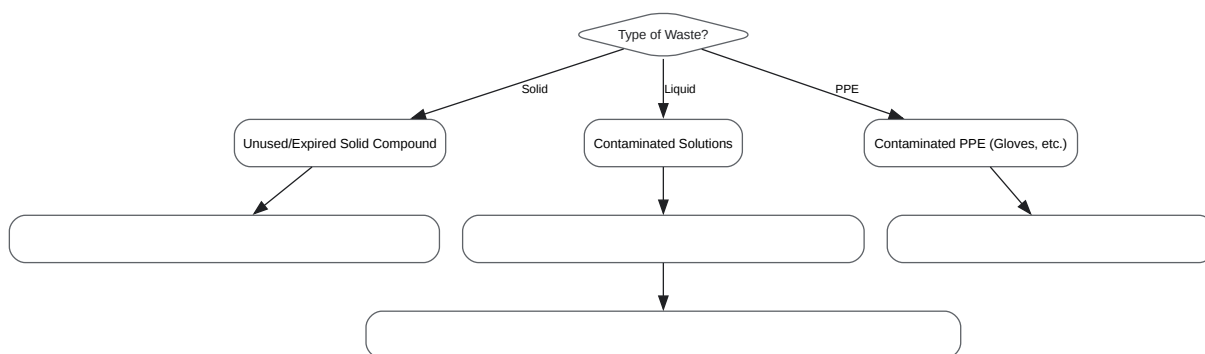 Type of Waste?
Solid
Liquid
PPE
Unused/Expired Solid Compound
Contaminated Solutions
Contaminated PPE (Gloves, etc.)